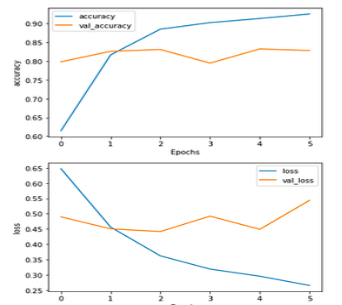 accuracy
val_accuracy
0.90
0.85
0.80
0.75
0.70
0.65
0.60
accuracy
0 1 2 3 4 5
Epochs
loss
val_loss
0.65
0.60
0.55
0.50
0.45
0.40
0.35
0.30
0.25
loss
0 1 2 3 4 5